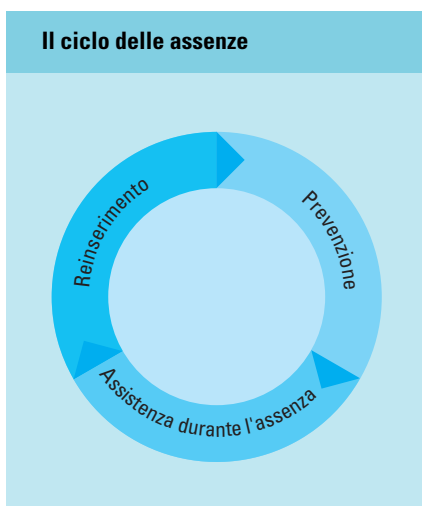 Il ciclo delle assenze
Prevenzione
Assistenza durante l'assenza
Reinserimento